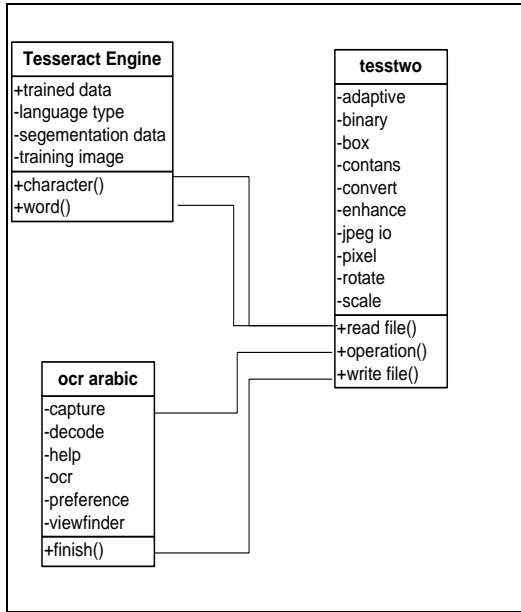 Tesseract Engine
+trained data
-language type
-segementation data
-training image
+character()
+word()
tesstwo
-adaptive
-binary
-box
-contans
-convert
-enhance
-jpeg io
-pixel
-rotate
-scale
+read file()
+operation()
+write file()
ocr arabic
-capture
-decode
-help
-ocr
-preference
-viewfinder
+finish()